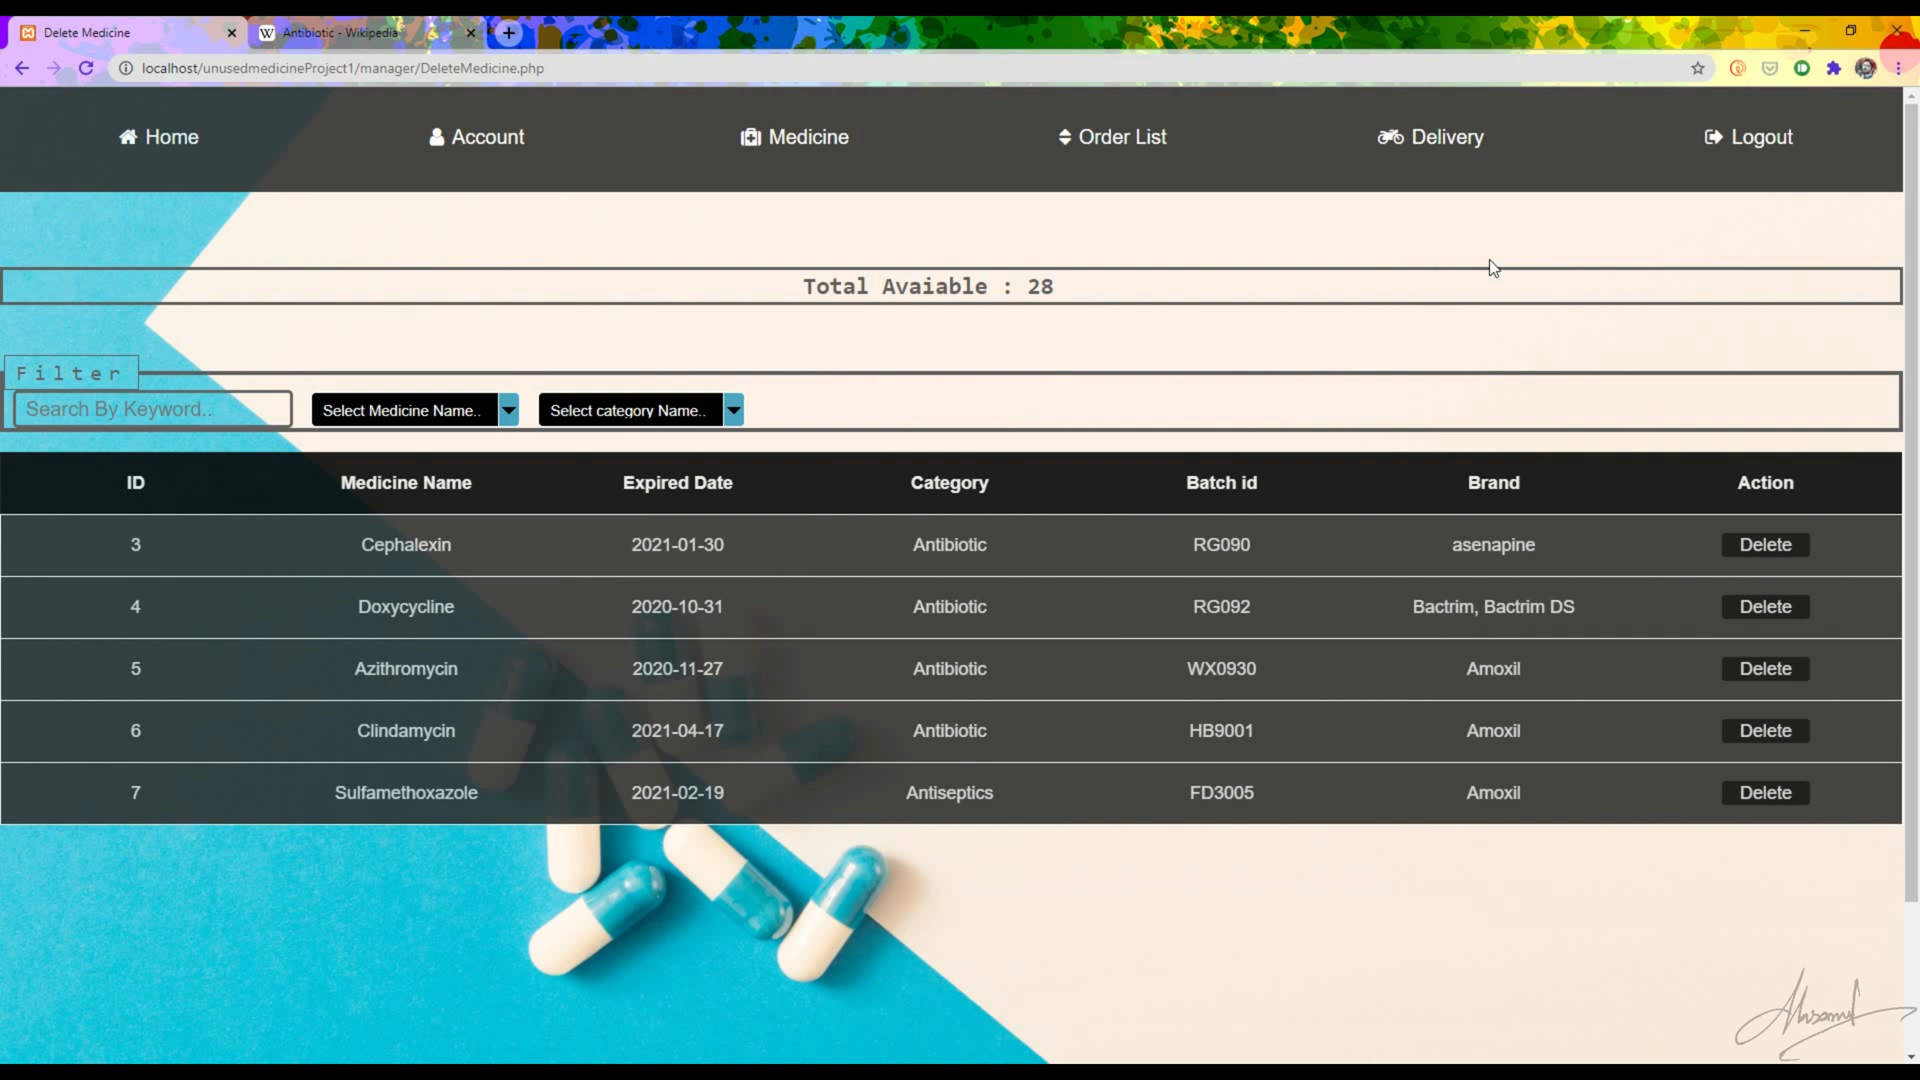 Delete Medicine
Antibiotic - Wikipedia
localhost/unusedmedicineProject1/manager/DeleteMedicine.php
Home Account Medicine Order List Delivery Logout
Total Avaiable : 28
Filter
Search By Keyword.. Select Medicine Name.. Select category Name..
ID Medicine Name Expired Date Category Batch id Brand Action
3 Cephalexin 2021-01-30 Antibiotic RG090 asenapine Delete
4 Doxycycline 2020-10-31 Antibiotic RG092 Bactrim, Bactrim DS Delete
5 Azithromycin 2020-11-27 Antibiotic WX0930 Amoxil Delete
6 Clindamycin 2021-04-17 Antibiotic HB9001 Amoxil Delete
7 Sulfamethoxazole 2021-02-19 Antiseptics FD3005 Amoxil Delete